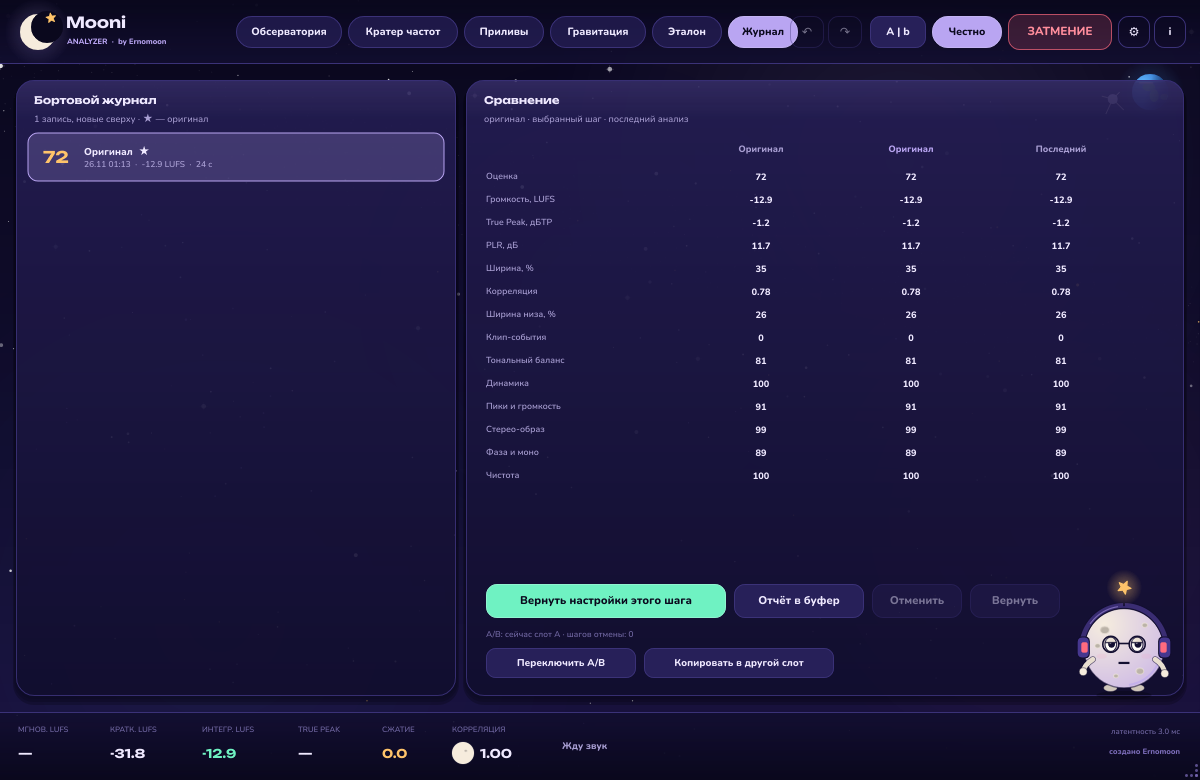 Mooni
ANALYZER · by Ernomoon
Обсерватория Кратер частот Приливы Гравитация Эталон Журнал ↶ ↷ A | b Честно ЗАТМЕНИЕ ⚙ i
Бортовой журнал
1 запись, новые сверху · ★ — оригинал
72 Оригинал ★
26.11 01:13 · -12.9 LUFS · 24 с
Сравнение
оригинал · выбранный шаг · последний анализ
Оригинал Оригинал Последний
Оценка 72 72 72
Громкость, LUFS -12.9 -12.9 -12.9
True Peak, дБТР -1.2 -1.2 -1.2
PLR, дБ 11.7 11.7 11.7
Ширина, % 35 35 35
Корреляция 0.78 0.78 0.78
Ширина низа, % 26 26 26
Клип-события 0 0 0
Тональный баланс 81 81 81
Динамика 100 100 100
Пики и громкость 91 91 91
Стерео-образ 99 99 99
Фаза и моно 89 89 89
Чистота 100 100 100
Вернуть настройки этого шага Отчёт в буфер Отменить Вернуть
A/B: сейчас слот A · шагов отмены: 0
Переключить A/B Копировать в другой слот
МГНОВ. LUFS КРАТК. LUFS ИНТЕГР. LUFS TRUE PEAK СЖАТИЕ КОРРЕЛЯЦИЯ
— -31.8 -12.9 — 0.0 1.00
Жду звук
латентность 3.0 мс
создано Ernomoon